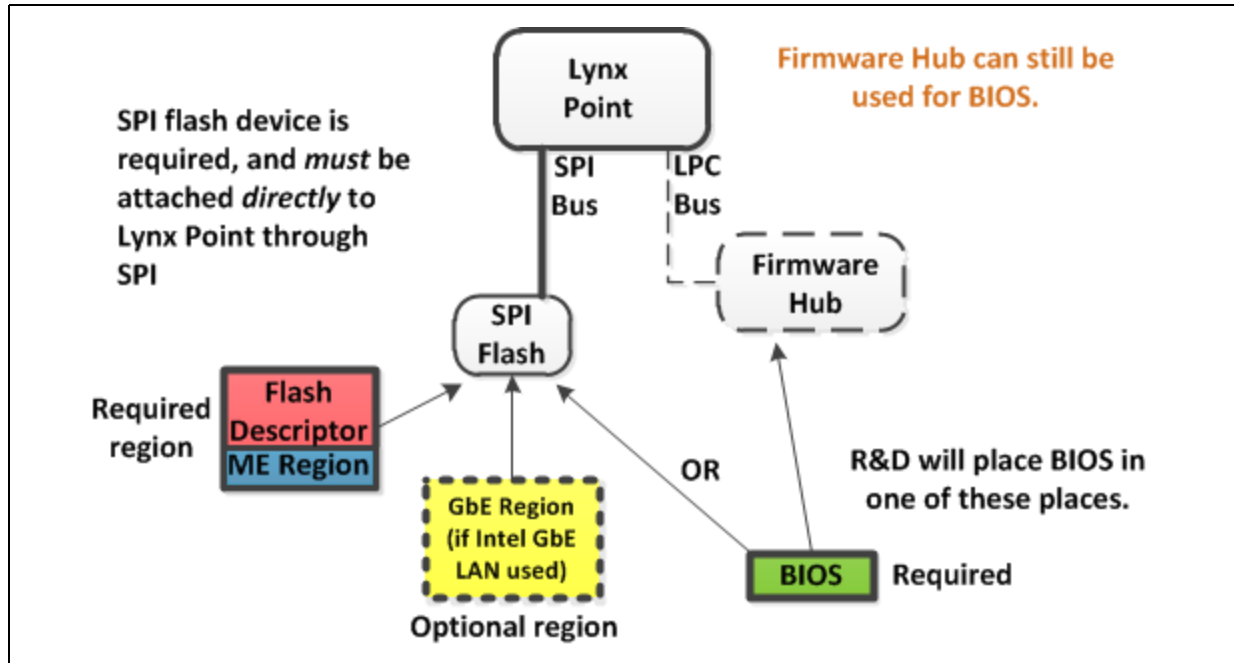 Lynx
Point
Firmware Hub can still be
used for BIOS.
SPI flash device is
required, and must be
attached directly to
Lynx Point through
SPI
SPI
Bus
LPC
Bus
Firmware
Hub
SPI
Flash
Required
region
Flash
Descriptor
ME Region
GbE Region
(if Intel GbE
LAN used)
Optional region
OR
R&D will place BIOS in
one of these places.
BIOS
Required